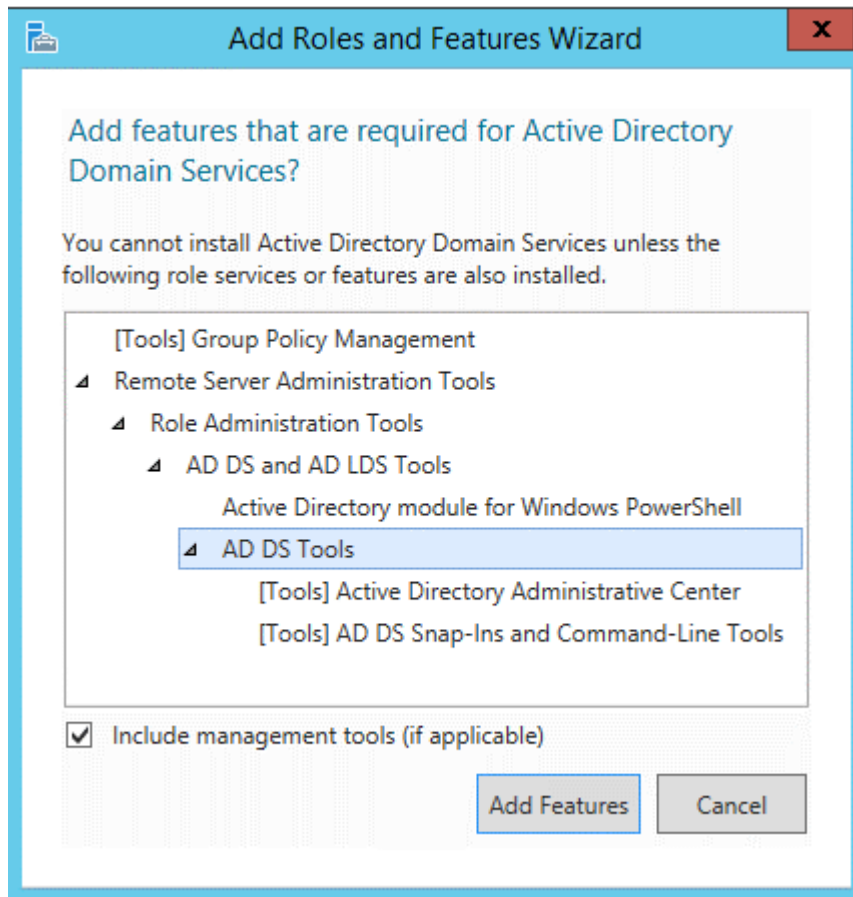 Add Roles and Features Wizard
x
Add features that are required for Active Directory
Domain Services?
You cannot install Active Directory Domain Services unless the
following role services or features are also installed.
[Tools] Group Policy Management
Remote Server Administration Tools
Role Administration Tools
AD DS and AD LDS Tools
Active Directory module for Windows PowerShell
AD DS Tools
[Tools] Active Directory Administrative Center
[Tools] AD DS Snap-Ins and Command-Line Tools
Include management tools (if applicable)
Add Features
Cancel